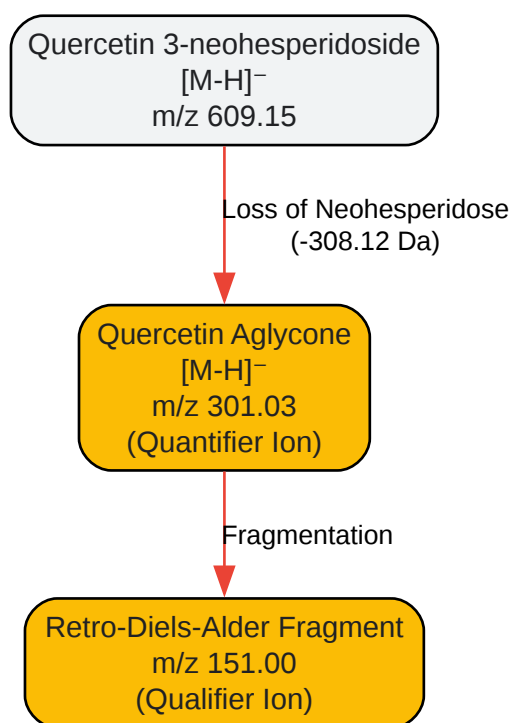 Quercetin 3-neohesperidoside
[M-H]⁻
m/z 609.15
Loss of Neohesperidose
(-308.12 Da)
Quercetin Aglycone
[M-H]⁻
m/z 301.03
(Quantifier Ion)
Fragmentation
Retro-Diels-Alder Fragment
m/z 151.00
(Qualifier Ion)